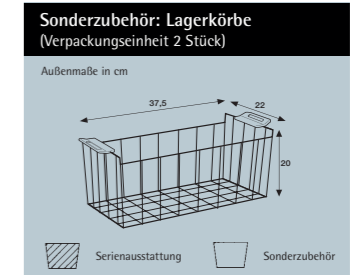 Sonderzubehör: Lagerkörbe
(Verpackungseinheit 2 Stück)
Außenmaße in cm
37,5
22
20
Serienausstattung
Sonderzubehör